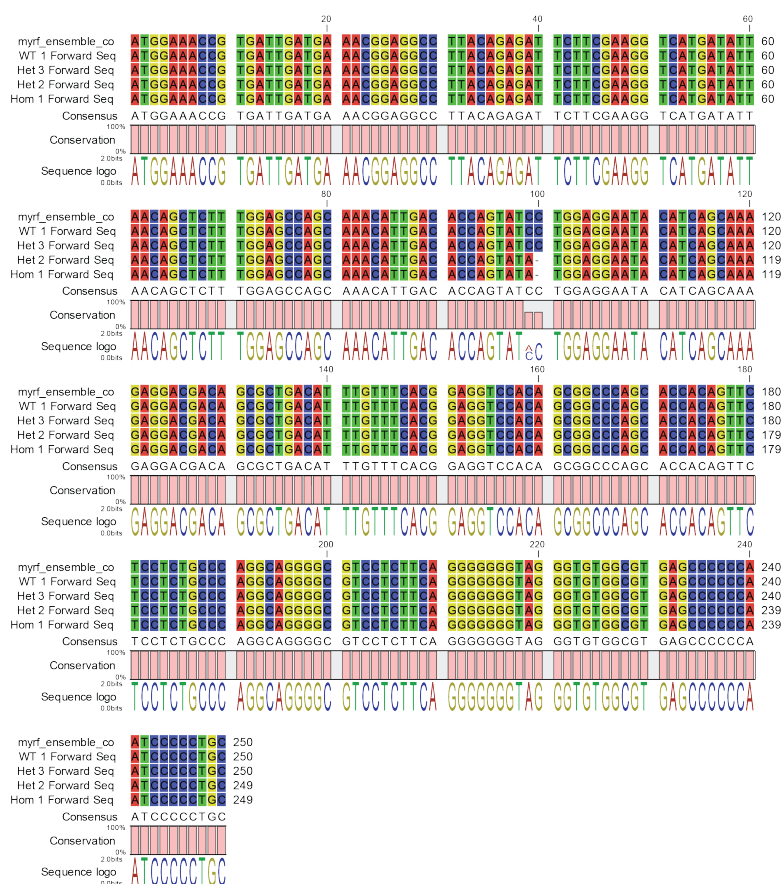 20 40 60
myrf_ensemble_co ATGGAAACCG TGATTGATGA AACGGAGGCC TTACAGAGAT TCTTCGAAGG TCATGATATT 60
WT 1 Forward Seq ATGGAAACCG TGATTGATGA AACGGAGGCC TTACAGAGAT TCTTCGAAGG TCATGATATT 60
Het 3 Forward Seq ATGGAAACCG TGATTGATGA AACGGAGGCC TTACAGAGAT TCTTCGAAGG TCATGATATT 60
Het 2 Forward Seq ATGGAAACCG TGATTGATGA AACGGAGGCC TTACAGAGAT TCTTCGAAGG TCATGATATT 60
Hom 1 Forward Seq ATGGAAACCG TGATTGATGA AACGGAGGCC TTACAGAGAT TCTTCGAAGG TCATGATATT 60
Consensus ATGGAAACCG TGATTGATGA AACGGAGGCC TTACAGAGAT TCTTCGAAGG TCATGATATT
100%
Conservation
0%
2.0bits
Sequence logo ATGGAAACCG TGATTGATGA AACGGAGGCC TTACAGAGAT TCTTCGAAGG TCATGATATT
0.0bits
80 100 120
myrf_ensemble_co AACAGCTCTT TGGAGCCAGC AAACATTGAC ACCAGTATCC TGGAGGAATA CATCAGCAAA 120
WT 1 Forward Seq AACAGCTCTT TGGAGCCAGC AAACATTGAC ACCAGTATCC TGGAGGAATA CATCAGCAAA 120
Het 3 Forward Seq AACAGCTCTT TGGAGCCAGC AAACATTGAC ACCAGTATCC TGGAGGAATA CATCAGCAAA 120
Het 2 Forward Seq AACAGCTCTT TGGAGCCAGC AAACATTGAC ACCAGTATA- TGGAGGAATA CATCAGCAAA 119
Hom 1 Forward Seq AACAGCTCTT TGGAGCCAGC AAACATTGAC ACCAGTATA- TGGAGGAATA CATCAGCAAA 119
Consensus AACAGCTCTT TGGAGCCAGC AAACATTGAC ACCAGTATCC TGGAGGAATA CATCAGCAAA
100%
Conservation
0%
2.0bits
Sequence logo AACAGCTCTT TGGAGCCAGC AAACATTGAC ACCAGTATACC TGGAGGAATA CATCAGCAAA
0.0bits
140 160 180
myrf_ensemble_co GAGGACGACA GCGCTGACAT TTGTTTCACG GAGGTCCACA GCGGCCCAGC ACCACAGTTC 180
WT 1 Forward Seq GAGGACGACA GCGCTGACAT TTGTTTCACG GAGGTCCACA GCGGCCCAGC ACCACAGTTC 180
Het 3 Forward Seq GAGGACGACA GCGCTGACAT TTGTTTCACG GAGGTCCACA GCGGCCCAGC ACCACAGTTC 180
Het 2 Forward Seq GAGGACGACA GCGCTGACAT TTGTTTCACG GAGGTCCACA GCGGCCCAGC ACCACAGTTC 179
Hom 1 Forward Seq GAGGACGACA GCGCTGACAT TTGTTTCACG GAGGTCCACA GCGGCCCAGC ACCACAGTTC 179
Consensus GAGGACGACA GCGCTGACAT TTGTTTCACG GAGGTCCACA GCGGCCCAGC ACCACAGTTC
100%
Conservation
0%
2.0bits
Sequence logo GAGGACGACA GCGCTGACAT TTGTTTCACG GAGGTCCACA GCGGCCCAGC ACCACAGTTC
0.0bits
200 220 240
myrf_ensemble_co TCCTCTGCCC AGGCAGGGGC GTCCTCTTCA GGGGGGGTAG GGTGTGGCGT GAGCCCCCCA 240
WT 1 Forward Seq TCCTCTGCCC AGGCAGGGGC GTCCTCTTCA GGGGGGGTAG GGTGTGGCGT GAGCCCCCCA 240
Het 3 Forward Seq TCCTCTGCCC AGGCAGGGGC GTCCTCTTCA GGGGGGGTAG GGTGTGGCGT GAGCCCCCCA 240
Het 2 Forward Seq TCCTCTGCCC AGGCAGGGGC GTCCTCTTCA GGGGGGGTAG GGTGTGGCGT GAGCCCCCCA 239
Hom 1 Forward Seq TCCTCTGCCC AGGCAGGGGC GTCCTCTTCA GGGGGGGTAG GGTGTGGCGT GAGCCCCCCA 239
Consensus TCCTCTGCCC AGGCAGGGGC GTCCTCTTCA GGGGGGGTAG GGTGTGGCGT GAGCCCCCCA
100%
Conservation
0%
2.0bits
Sequence logo TCCTCTGCCC AGGCAGGGGC GTCCTCTTCA GGGGGGGTAG GGTGTGGCGT GAGCCCCCCA
0.0bits
myrf_ensemble_co ATCCCCCTGC 250
WT 1 Forward Seq ATCCCCCTGC 250
Het 3 Forward Seq ATCCCCCTGC 250
Het 2 Forward Seq ATCCCCCTGC 249
Hom 1 Forward Seq ATCCCCCTGC 249
Consensus ATCCCCCTGC
100%
Conservation
0%
2.0bits
Sequence logo ATCCCCCTGC
0.0bits